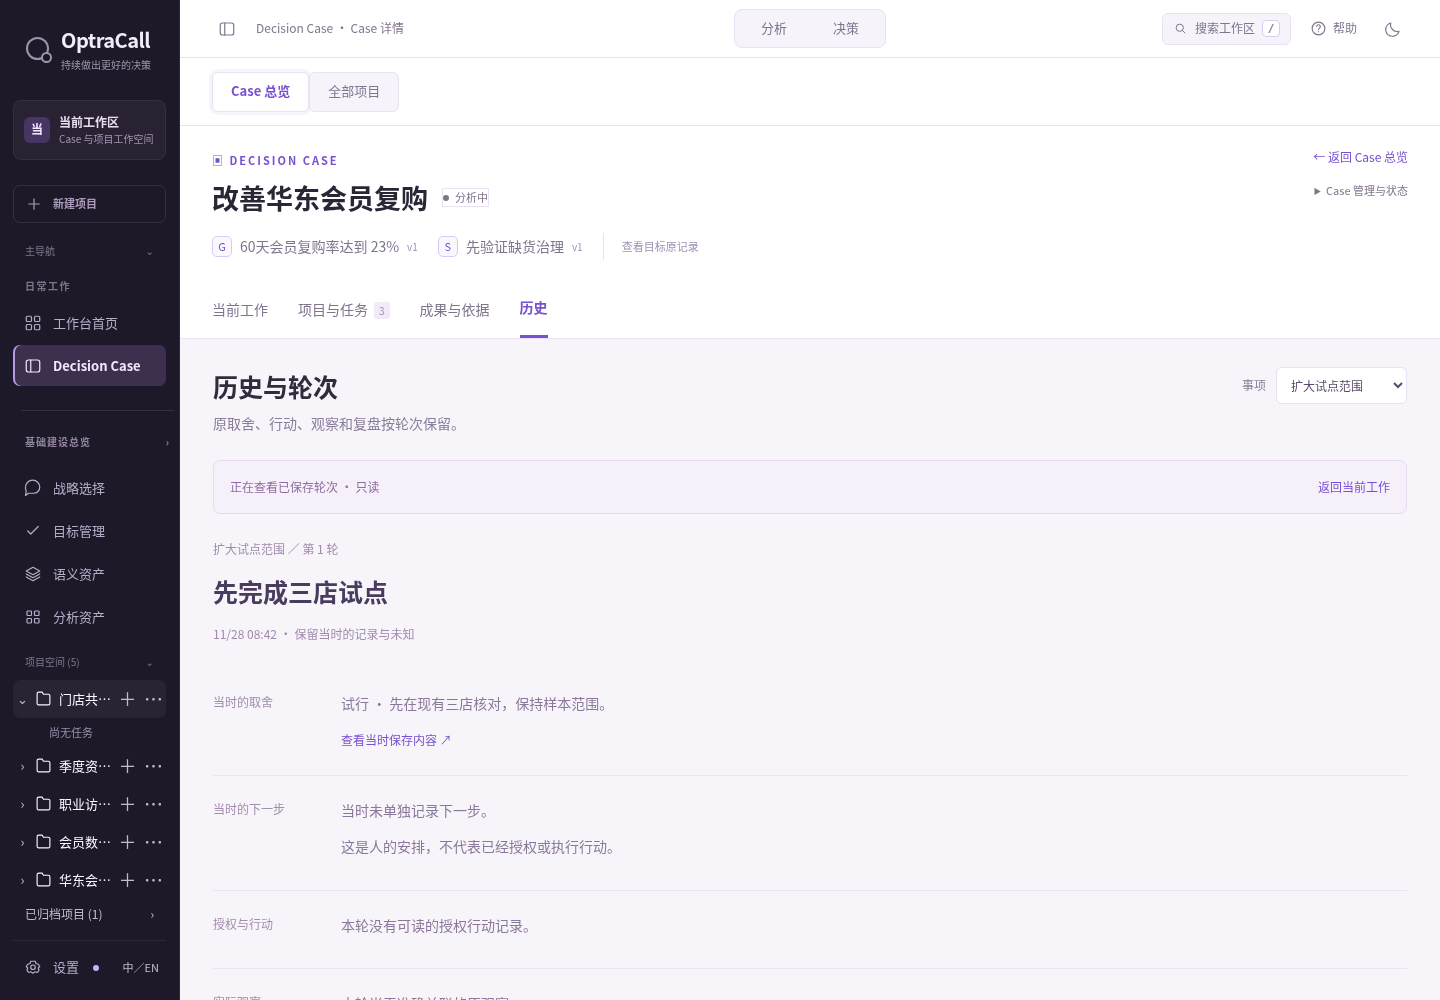 OptraCall
持续做出更好的决策
当 当前工作区
Case 与项目工作空间
新建项目
主导航
日常工作
工作台首页
Decision Case
基础建设总览
战略选择
目标管理
语义资产
分析资产
项目空间 (5)
门店共…
尚无任务
季度资…
职业访…
会员数…
华东会…
已归档项目 (1)
设置 中／EN
Decision Case · Case 详情
分析 决策
搜索工作区 / 帮助
Case 总览 全部项目
DECISION CASE
← 返回 Case 总览
改善华东会员复购 分析中
▶ Case 管理与状态
G 60天会员复购率达到 23% v1 S 先验证缺货治理 v1 查看目标原记录
当前工作 项目与任务 3 成果与依据 历史
历史与轮次
事项 扩大试点范围
原取舍、行动、观察和复盘按轮次保留。
正在查看已保存轮次 · 只读 返回当前工作
扩大试点范围 ／ 第 1 轮
先完成三店试点
11/28 08:42 · 保留当时的记录与未知
当时的取舍 试行 · 先在现有三店核对，保持样本范围。
查看当时保存内容 ↗
当时的下一步 当时未单独记录下一步。
这是人的安排，不代表已经授权或执行行动。
授权与行动 本轮没有可读的授权行动记录。